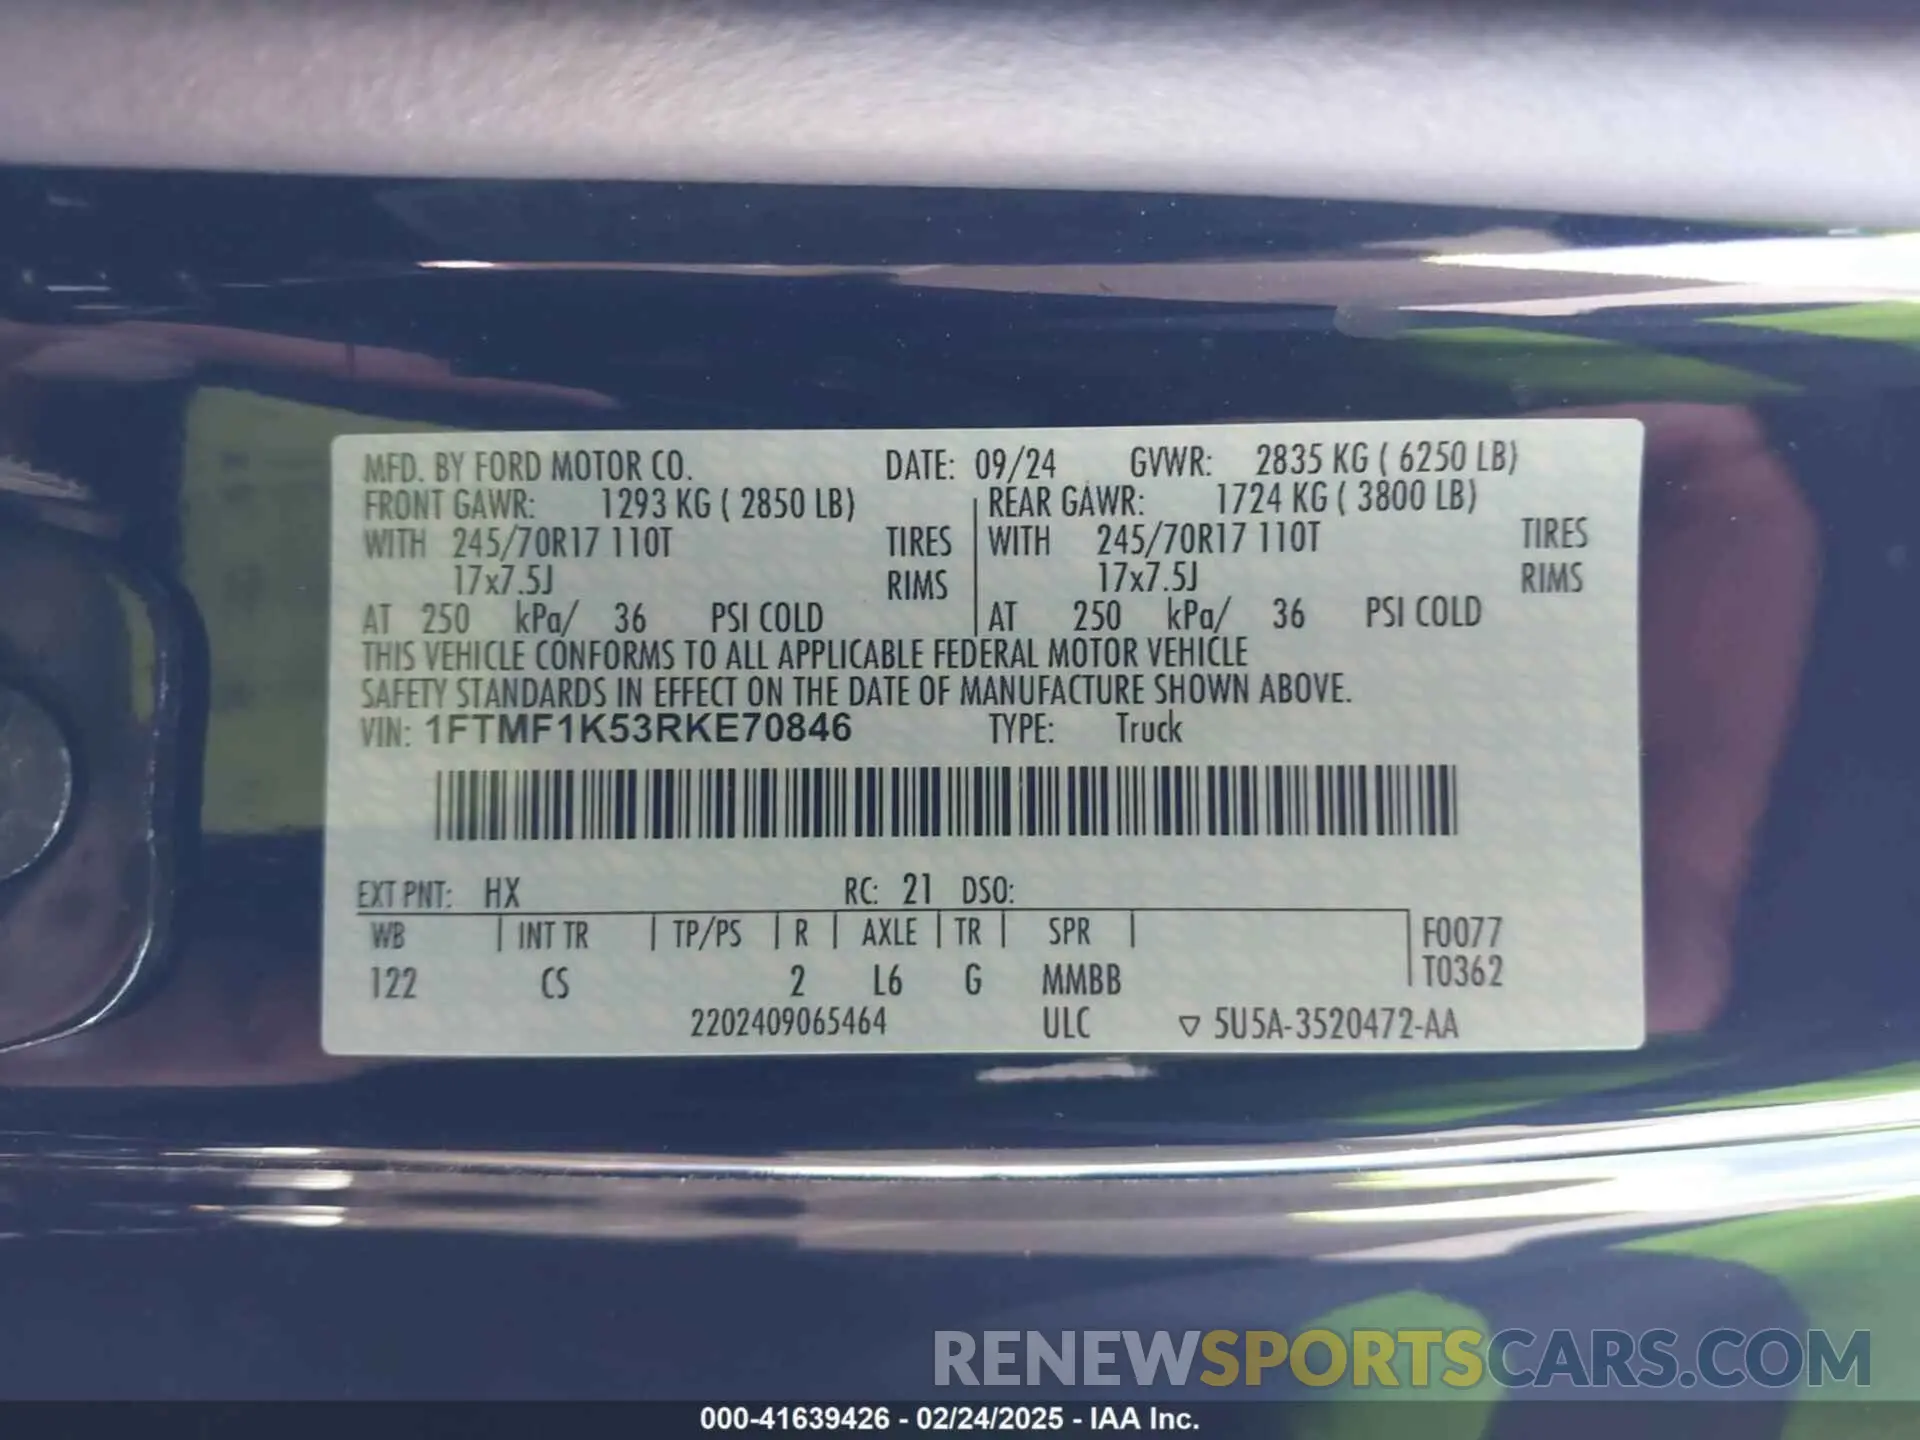 MFD. BY FORD MOTOR CO. DATE: 09/24 GVWR: 2835 KG ( 6250 LB)
FRONT GAWR: 1293 KG ( 2850 LB) REAR GAWR: 1724 KG ( 3800 LB)
WITH 245/70R17 110T TIRES WITH 245/70R17 110T TIRES
17x7.5J RIMS 17x7.5J RIMS
AT 250 kPa/ 36 PSI COLD AT 250 kPa/ 36 PSI COLD
THIS VEHICLE CONFORMS TO ALL APPLICABLE FEDERAL MOTOR VEHICLE
SAFETY STANDARDS IN EFFECT ON THE DATE OF MANUFACTURE SHOWN ABOVE.
VIN: 1FTMF1K53RKE70846 TYPE: Truck
EXT PNT: HX RC: 21 DSO:
WB INT TR TP/PS R AXLE TR SPR F0077
122 CS 2 L6 G MMBB T0362
2202409065464 ULC ▽ 5U5A-3520472-AA
RENEWSPORTSCARS.COM
000-41639426 - 02/24/2025 - IAA Inc.